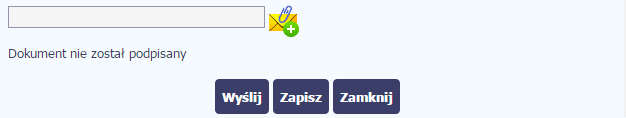 Dokument nie został podpisany
Wyślij Zapisz Zamknij